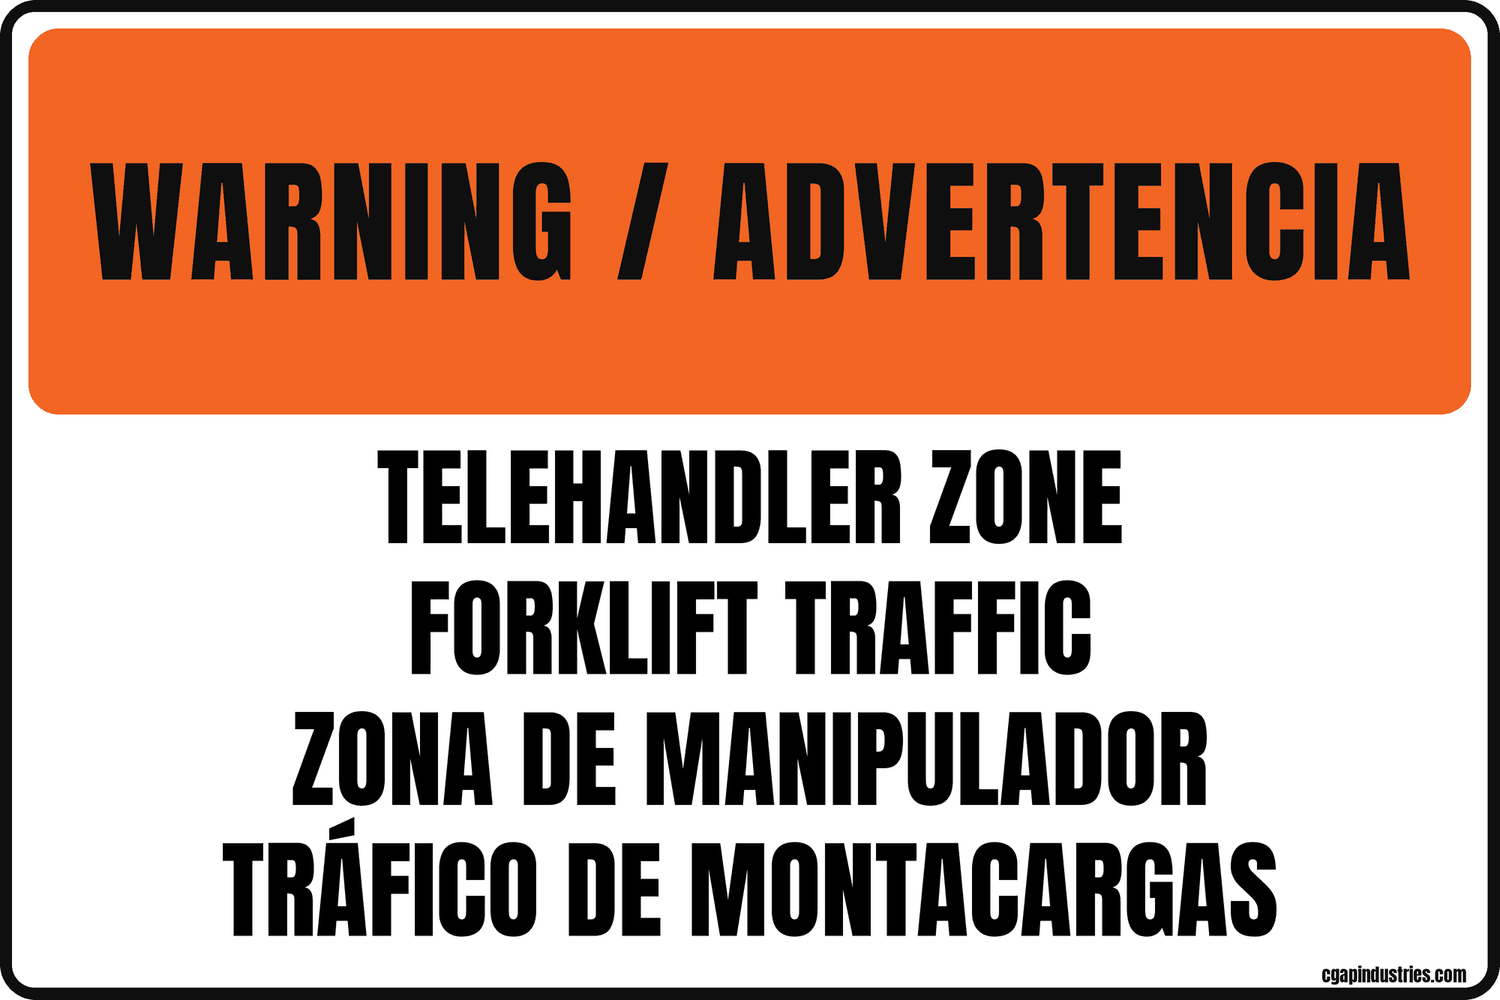 WARNING / ADVERTENCIA
TELEHANDLER ZONE
FORKLIFT TRAFFIC
ZONA DE MANIPULADOR
TRÁFICO DE MONTACARGAS
cgapindustries.com